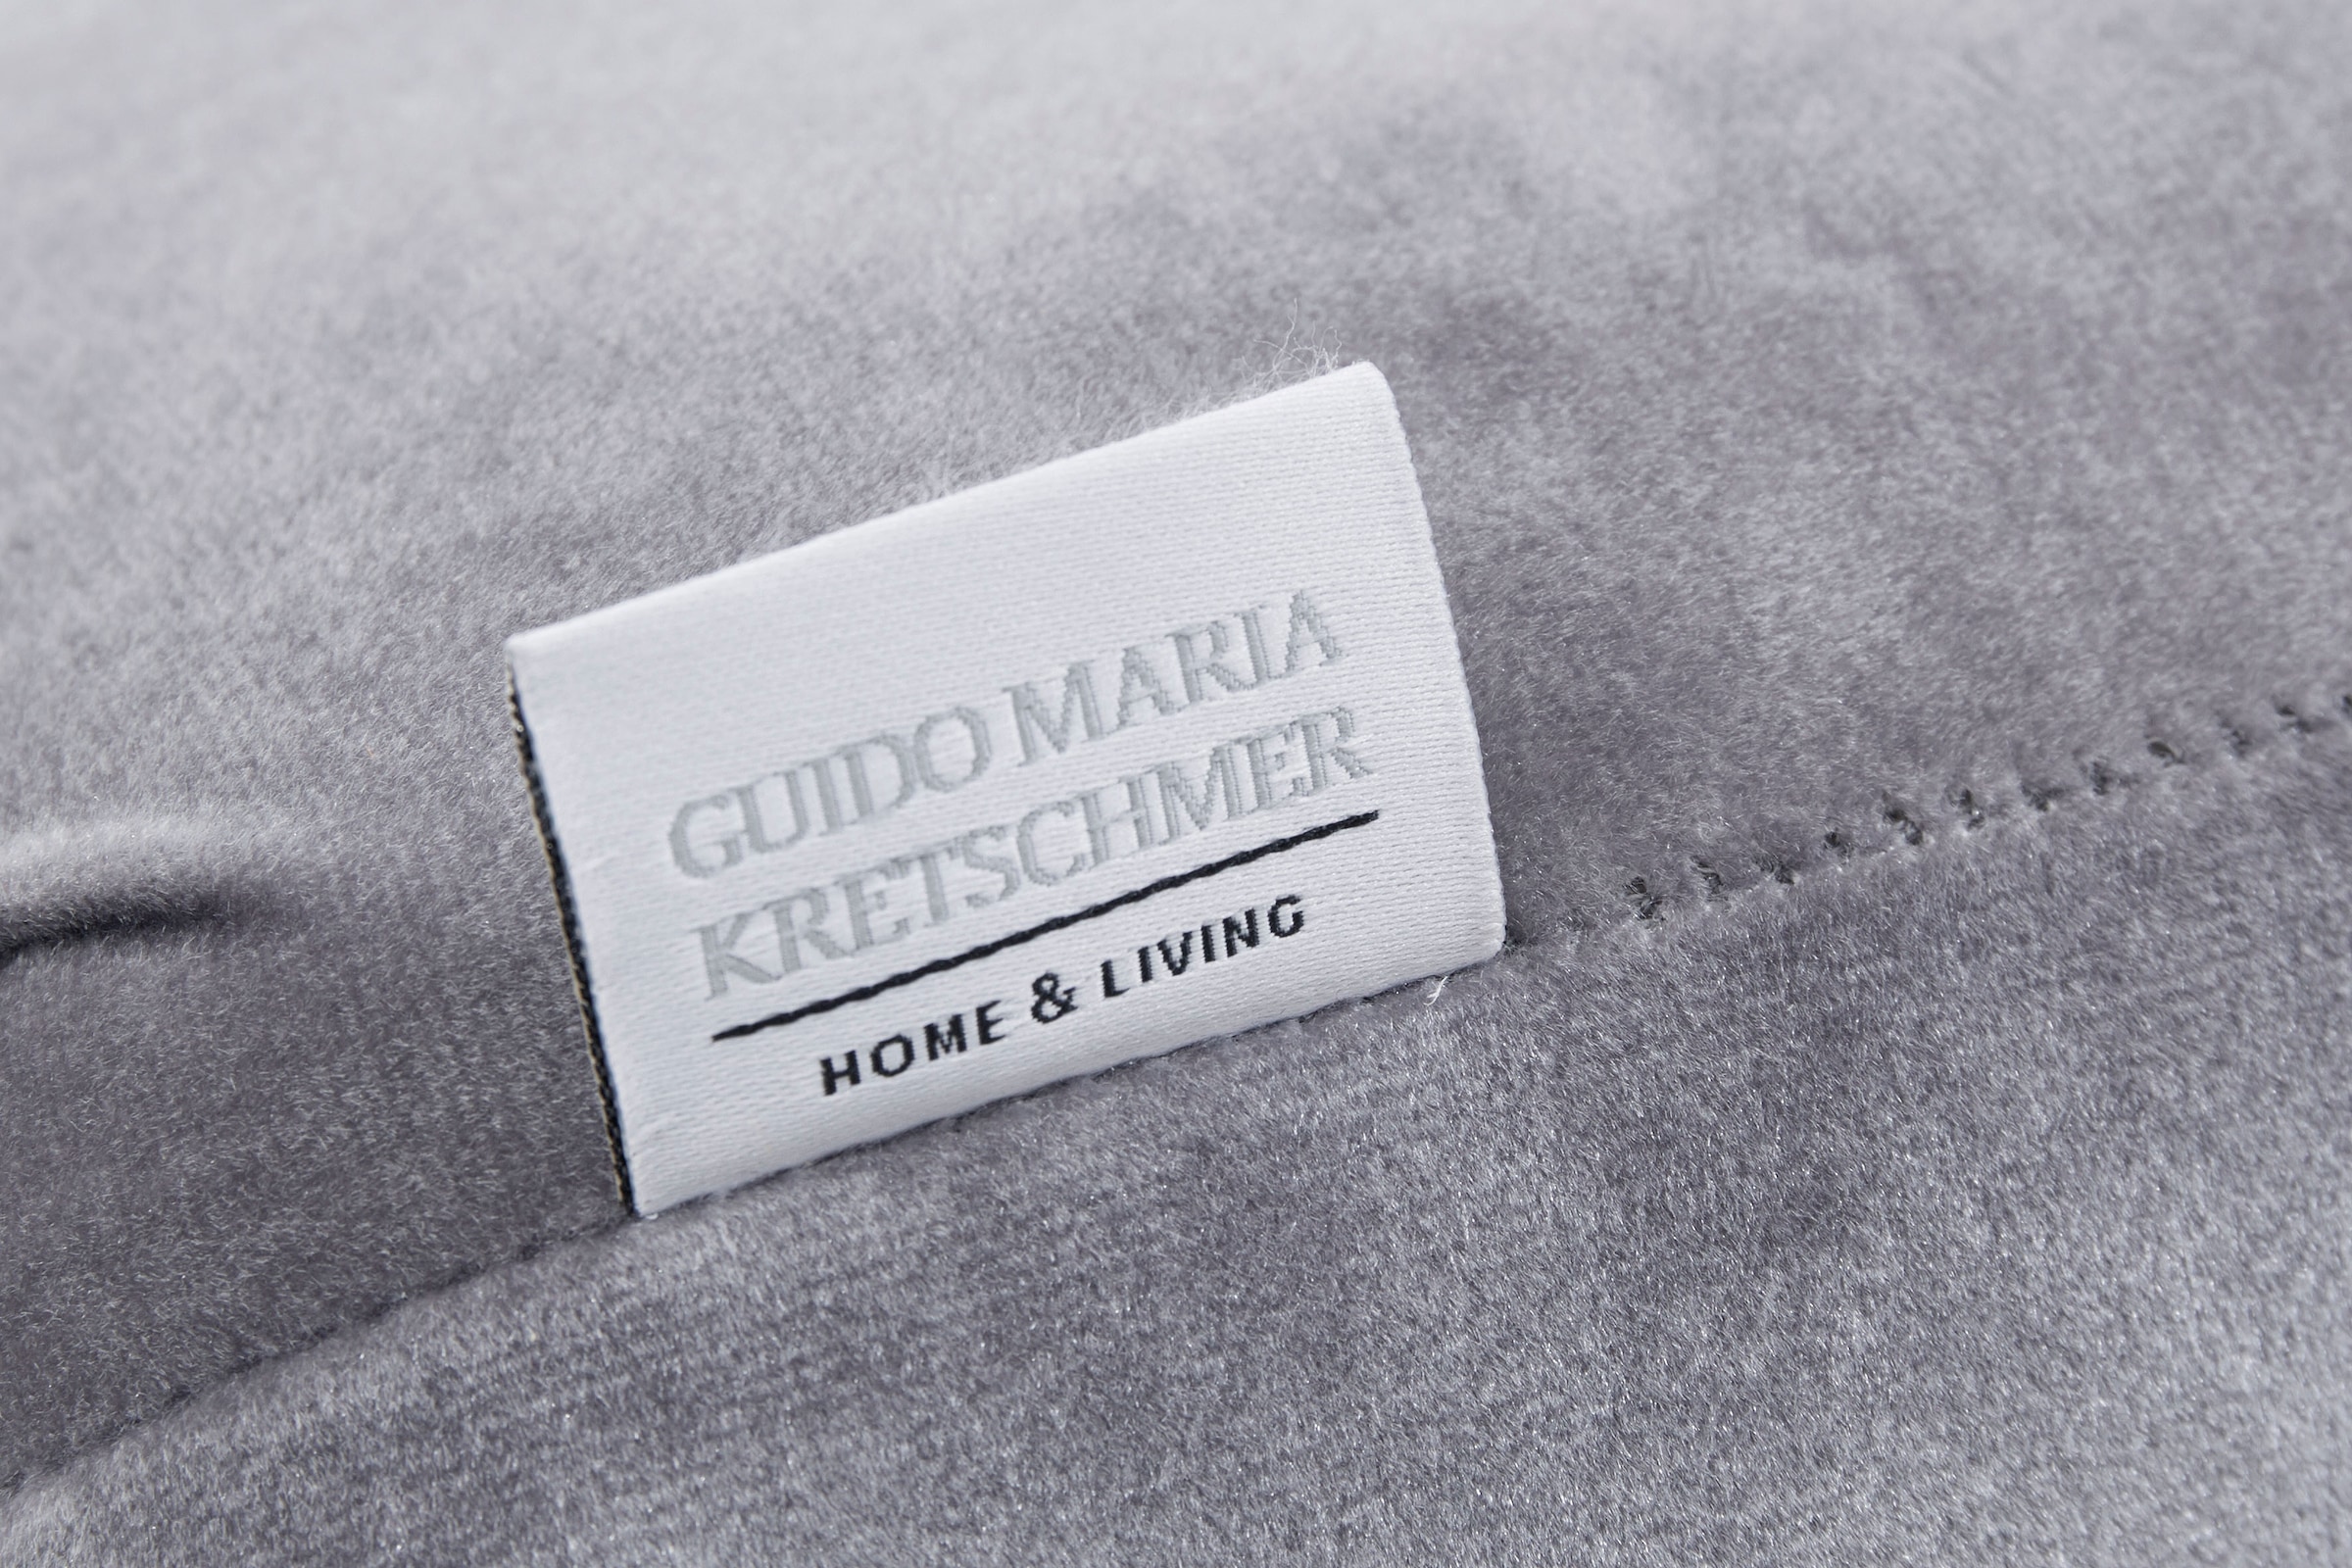 GUIDO MARIA
KRETSCHMER
HOME & LIVING